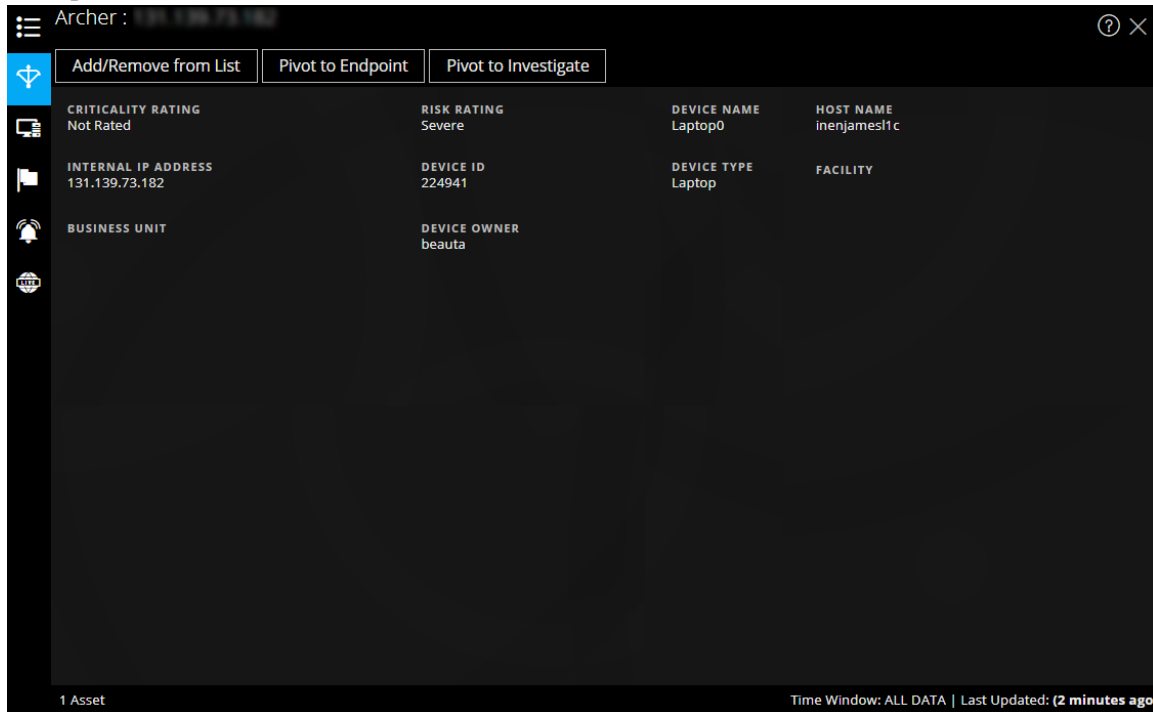 Archer :
Add/Remove from List Pivot to Endpoint Pivot to Investigate
CRITICALITY RATING RISK RATING DEVICE NAME HOST NAME
Not Rated Severe Laptop0 inenjamesl1c
INTERNAL IP ADDRESS DEVICE ID DEVICE TYPE FACILITY
131.139.73.182 224941 Laptop
BUSINESS UNIT DEVICE OWNER
beauta
LIVE
1 Asset Time Window: ALL DATA | Last Updated: (2 minutes ago